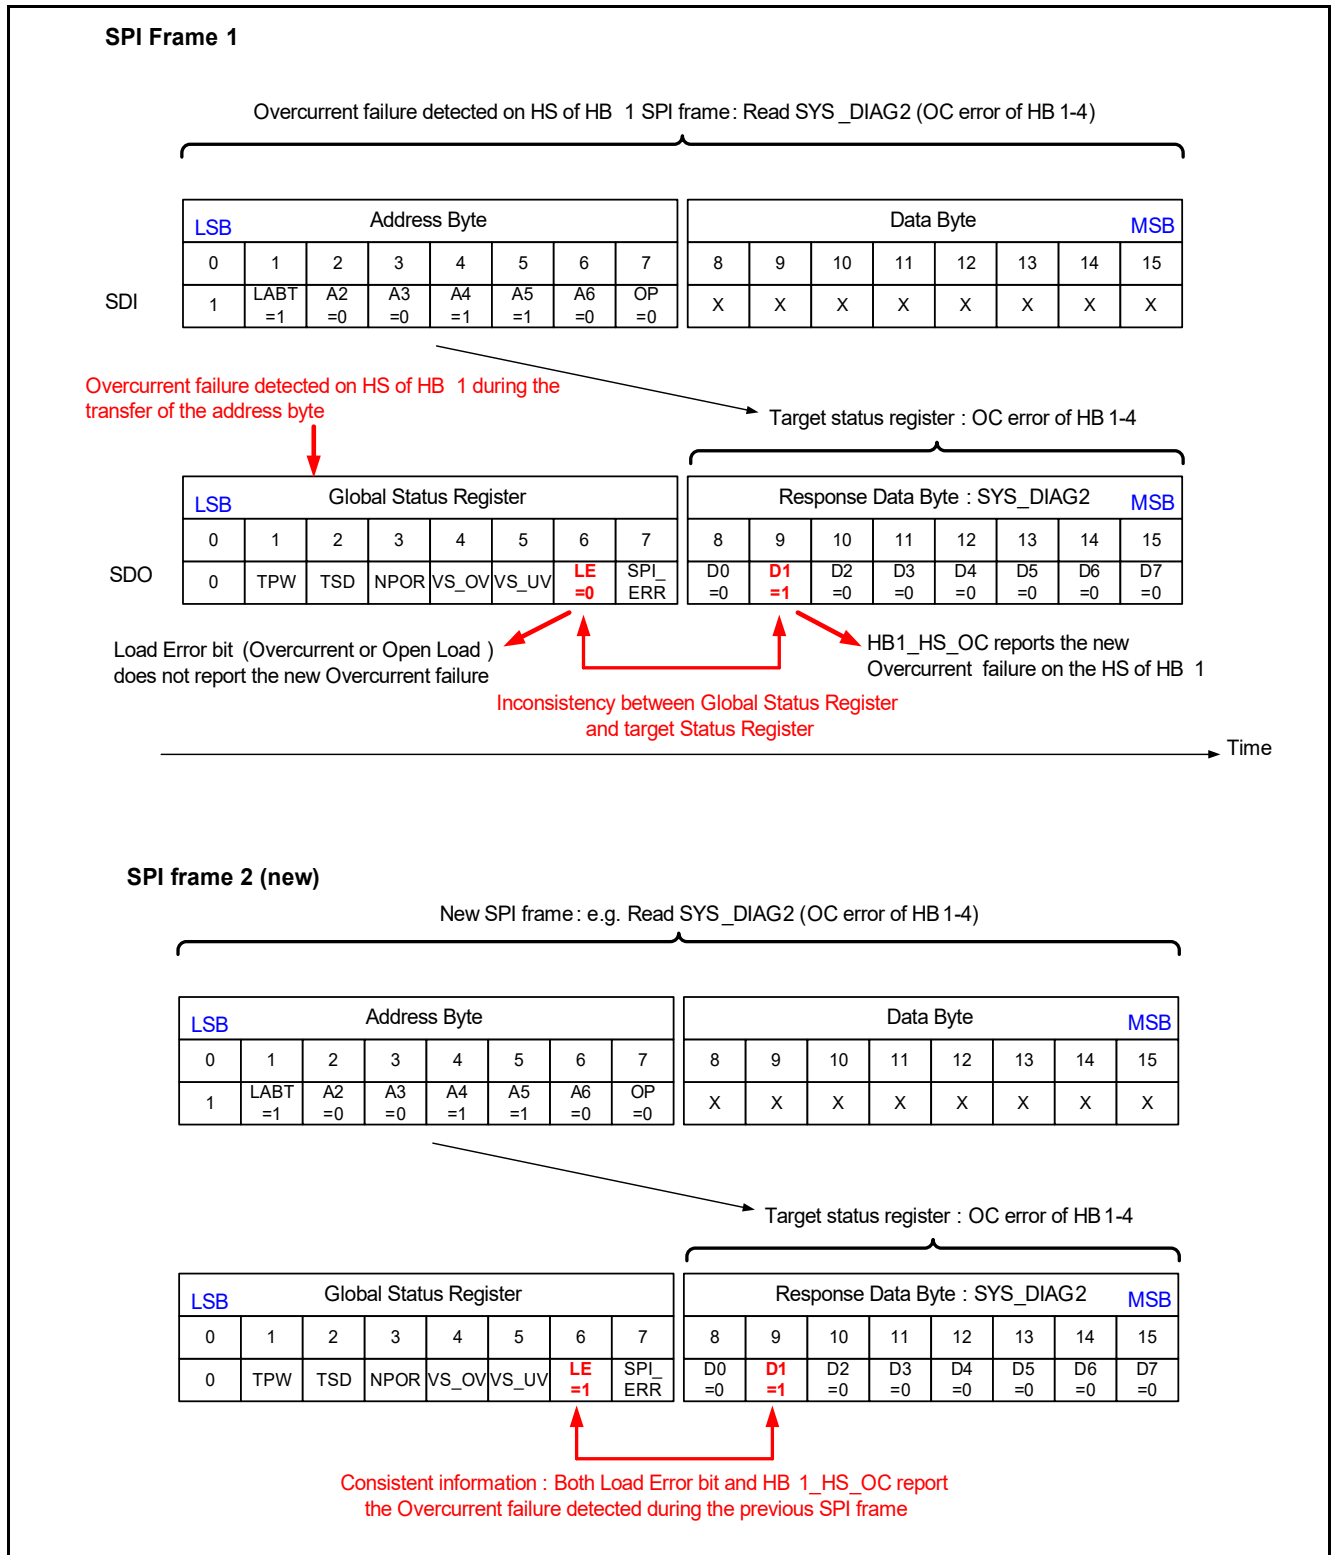 SPI Frame 1
Overcurrent failure detected on HS of HB 1 SPI frame: Read SYS_DIAG2 (OC error of HB 1-4)
LSB Address Byte Data Byte MSB
0 1 2 3 4 5 6 7 8 9 10 11 12 13 14 15
SDI 1 LABT =1 A2 =0 A3 =0 A4 =1 A5 =1 A6 =0 OP =0 X X X X X X X X
Overcurrent failure detected on HS of HB 1 during the
transfer of the address byte
Target status register : OC error of HB 1-4
LSB Global Status Register Response Data Byte : SYS_DIAG2 MSB
0 1 2 3 4 5 6 7 8 9 10 11 12 13 14 15
SDO 0 TPW TSD NPOR VS_OV VS_UV LE =0 SPI_ ERR D0 =0 D1 =1 D2 =0 D3 =0 D4 =0 D5 =0 D6 =0 D7 =0
Load Error bit (Overcurrent or Open Load )
does not report the new Overcurrent failure
HB1_HS_OC reports the new
Overcurrent failure on the HS of HB 1
Inconsistency between Global Status Register
and target Status Register
Time
SPI frame 2 (new)
New SPI frame : e.g. Read SYS_DIAG2 (OC error of HB 1-4)
LSB Address Byte Data Byte MSB
0 1 2 3 4 5 6 7 8 9 10 11 12 13 14 15
1 LABT =1 A2 =0 A3 =0 A4 =1 A5 =1 A6 =0 OP =0 X X X X X X X X
Target status register : OC error of HB 1-4
LSB Global Status Register Response Data Byte : SYS_DIAG2 MSB
0 1 2 3 4 5 6 7 8 9 10 11 12 13 14 15
0 TPW TSD NPOR VS_OV VS_UV LE =1 SPI_ ERR D0 =0 D1 =1 D2 =0 D3 =0 D4 =0 D5 =0 D6 =0 D7 =0
Consistent information : Both Load Error bit and HB 1_HS_OC report
the Overcurrent failure detected during the previous SPI frame